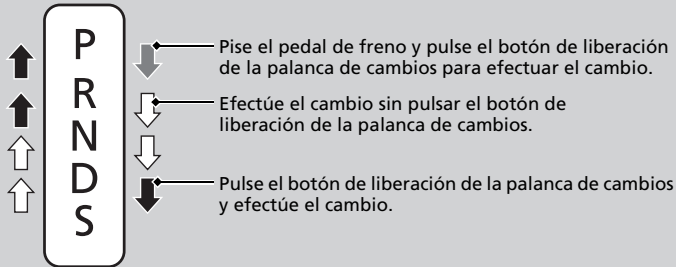 P
R
N
D
S
Pise el pedal de freno y pulse el botón de liberación
de la palanca de cambios para efectuar el cambio.
Efectúe el cambio sin pulsar el botón de
liberación de la palanca de cambios.
Pulse el botón de liberación de la palanca de cambios
y efectúe el cambio.